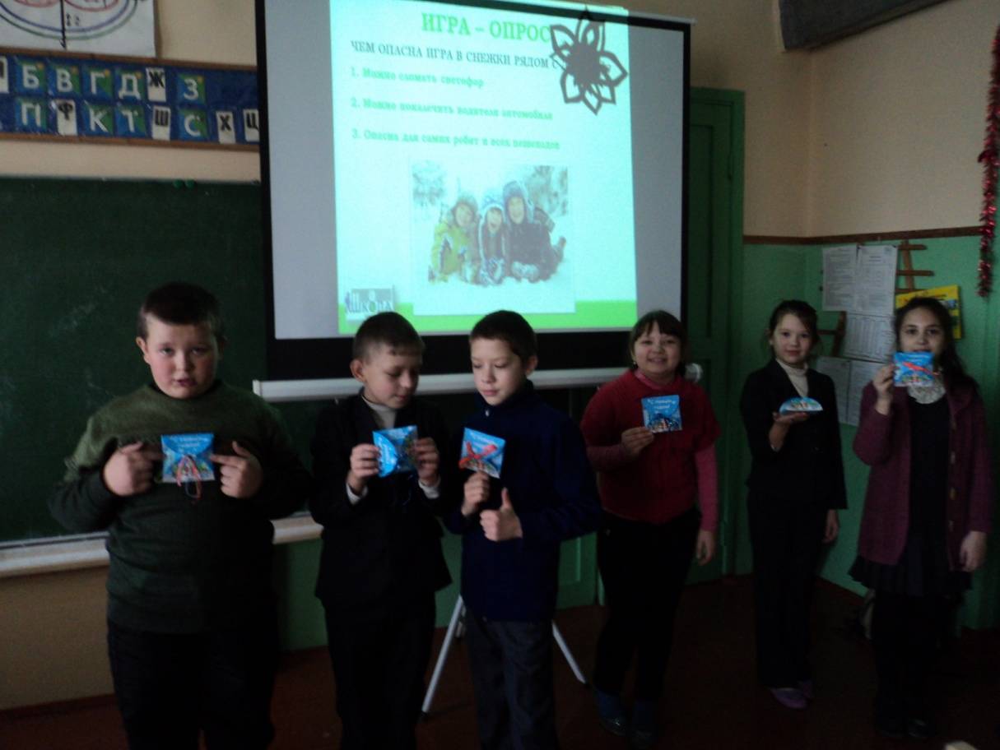 Б В Г Д Ж З
П Ф К Т Ш С Х Ц
ИГРА – ОПРОС
ЧЕМ ОПАСНА ИГРА В СНЕЖКИ РЯДОМ С
1. Можно сломать светофор
2. Можно покалечить водителя автомобиля
3. Опасна для самих ребят и всех пешеходов
Школа